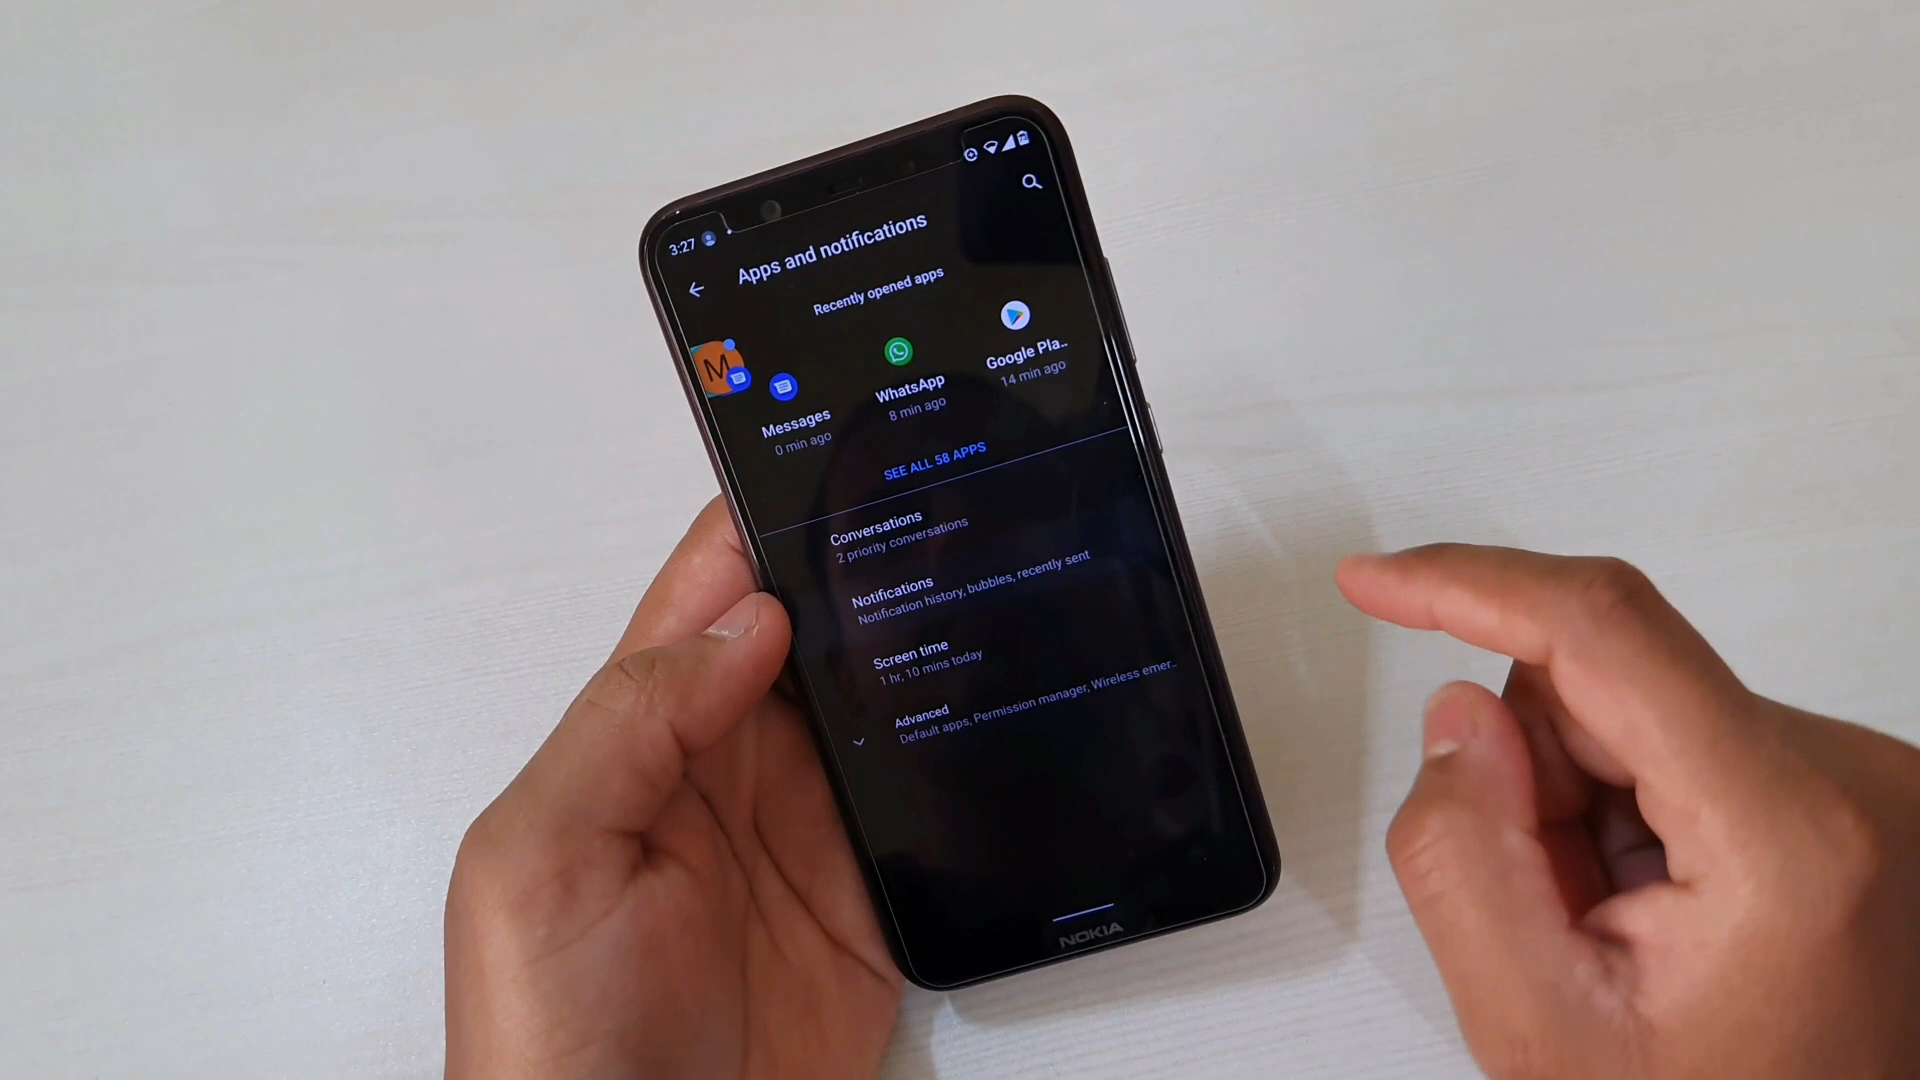 3:27
Apps and notifications
Recently opened apps
M
Messages
0 min ago
WhatsApp
8 min ago
Google Pla..
14 min ago
SEE ALL 58 APPS
Conversations
2 priority conversations
Notifications
Notification history, bubbles, recently sent
Screen time
1 hr, 10 mins today
Advanced
Default apps, Permission manager, Wireless emer..
NOKIA